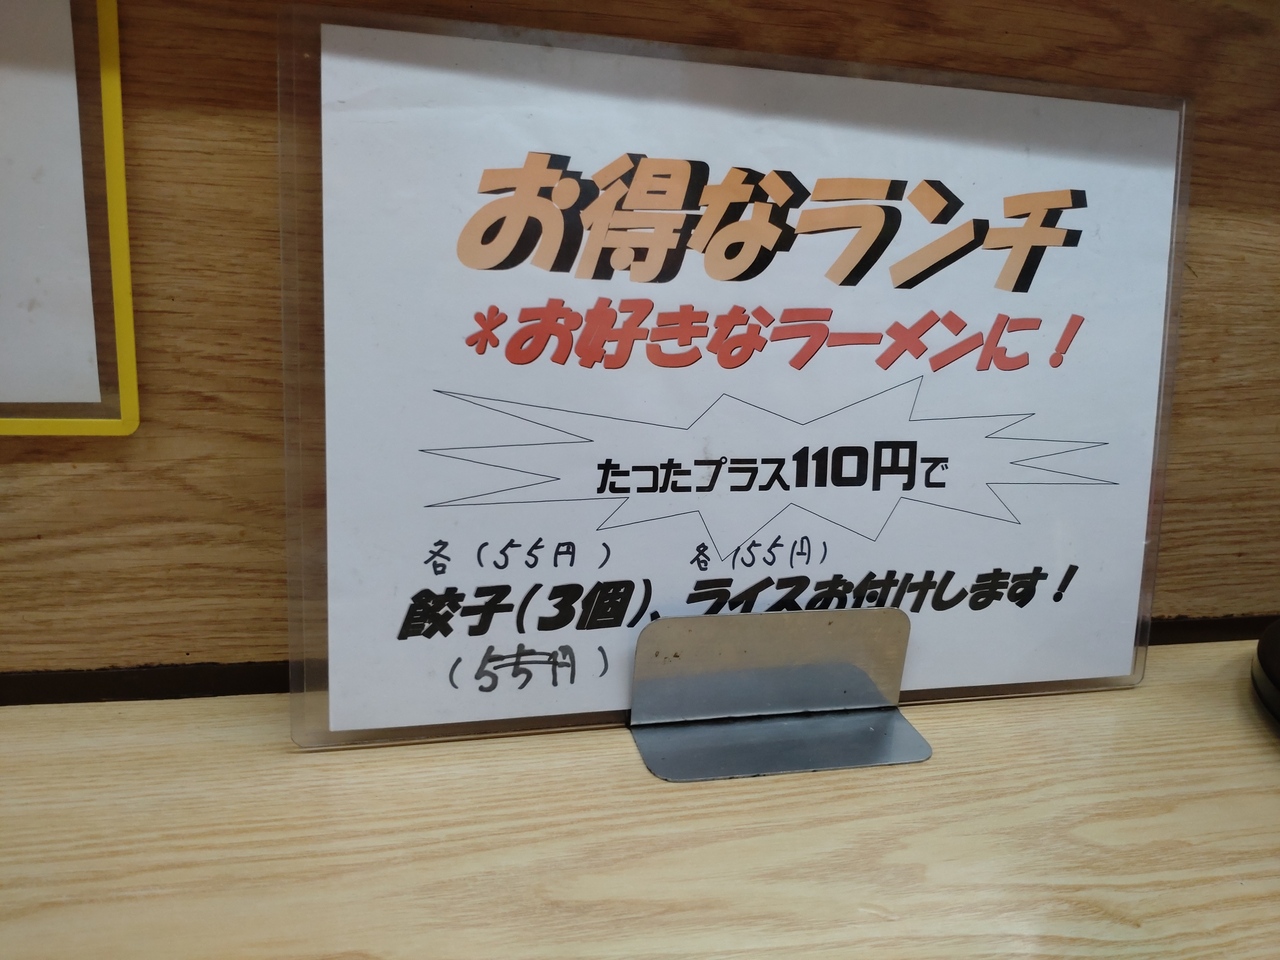 お得なランチ
*お好きなラーメンに！
たったプラス110円で
各（55円） 各（55円）
餃子(3個)、ライスお付けします！
（55円）